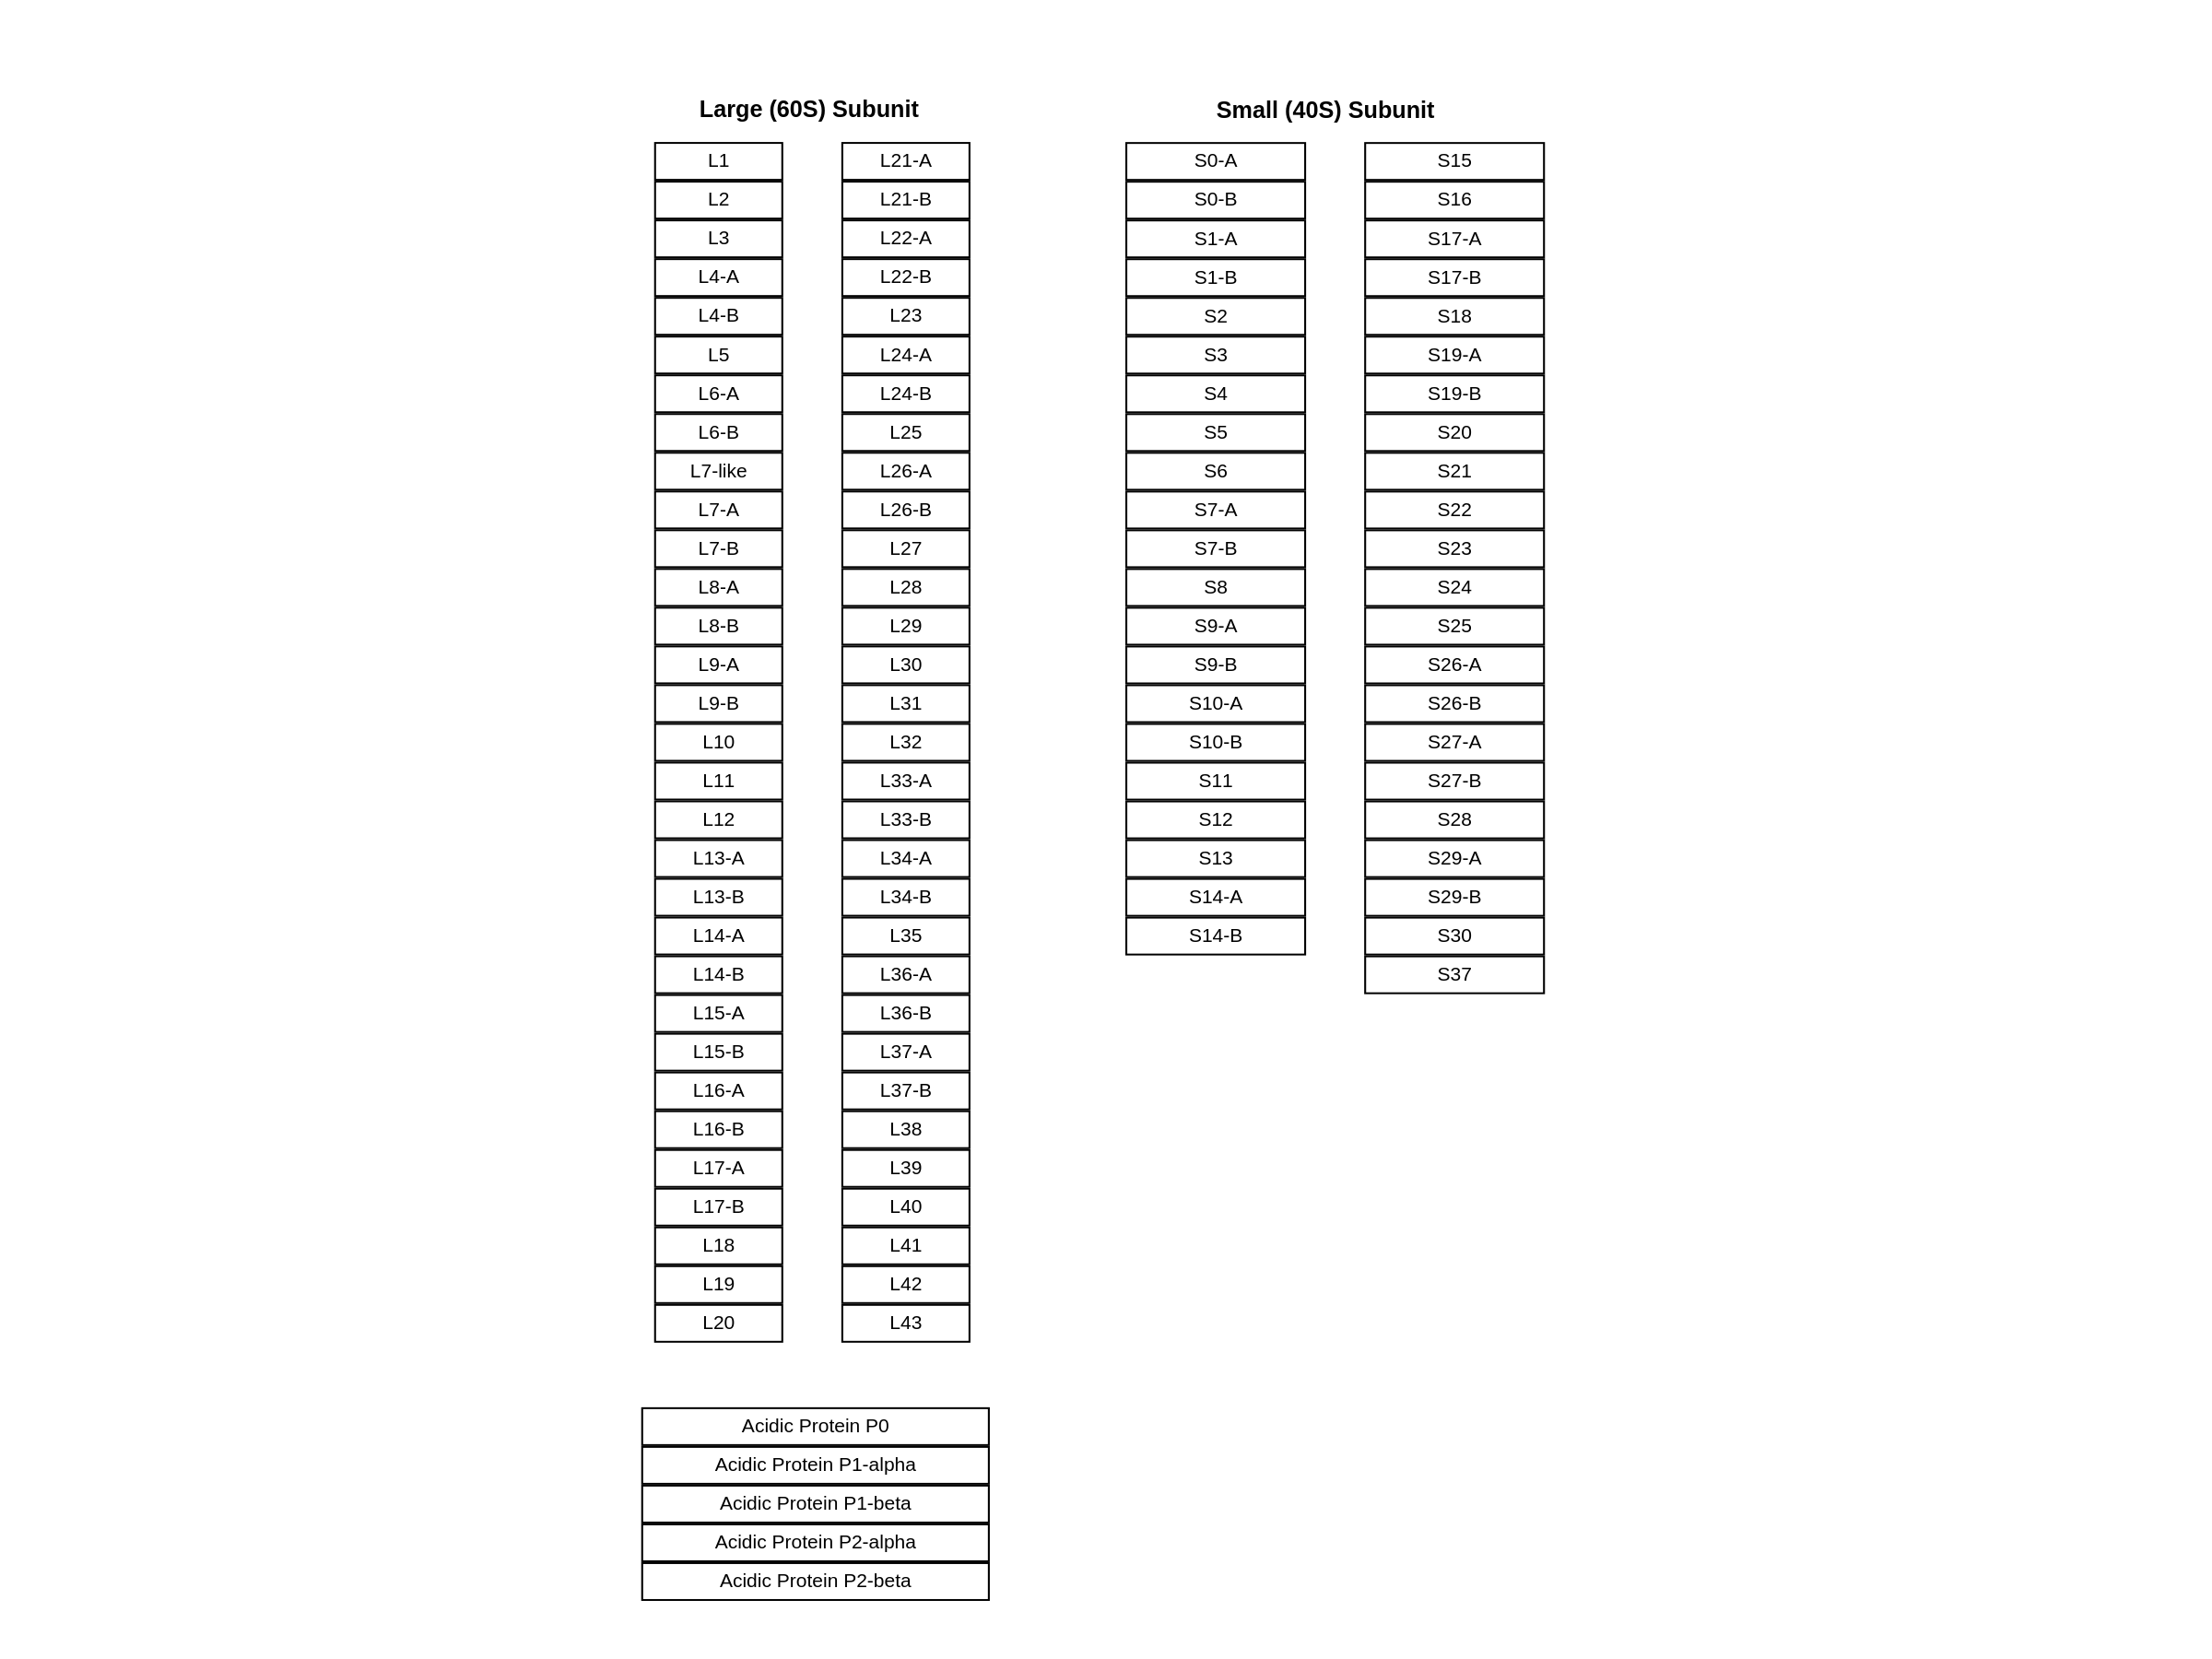 Large (60S) Subunit
L1
L2
L3
L4-A
L4-B
L5
L6-A
L6-B
L7-like
L7-A
L7-B
L8-A
L8-B
L9-A
L9-B
L10
L11
L12
L13-A
L13-B
L14-A
L14-B
L15-A
L15-B
L16-A
L16-B
L17-A
L17-B
L18
L19
L20
L21-A
L21-B
L22-A
L22-B
L23
L24-A
L24-B
L25
L26-A
L26-B
L27
L28
L29
L30
L31
L32
L33-A
L33-B
L34-A
L34-B
L35
L36-A
L36-B
L37-A
L37-B
L38
L39
L40
L41
L42
L43
Acidic Protein P0
Acidic Protein P1-alpha
Acidic Protein P1-beta
Acidic Protein P2-alpha
Acidic Protein P2-beta
Small (40S) Subunit
S0-A
S0-B
S1-A
S1-B
S2
S3
S4
S5
S6
S7-A
S7-B
S8
S9-A
S9-B
S10-A
S10-B
S11
S12
S13
S14-A
S14-B
S15
S16
S17-A
S17-B
S18
S19-A
S19-B
S20
S21
S22
S23
S24
S25
S26-A
S26-B
S27-A
S27-B
S28
S29-A
S29-B
S30
S37